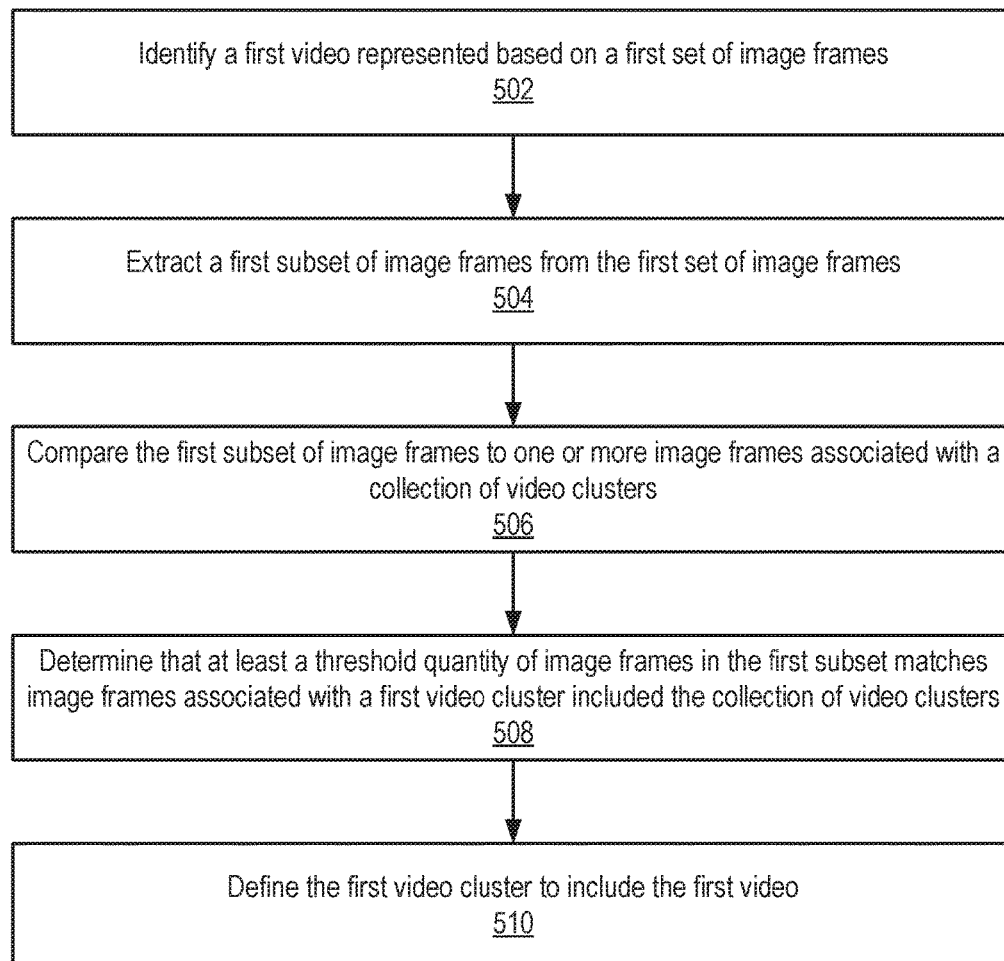 Identify a first video represented based on a first set of image frames
502
Extract a first subset of image frames from the first set of image frames
504
Compare the first subset of image frames to one or more image frames associated with a
collection of video clusters
506
Determine that at least a threshold quantity of image frames in the first subset matches
image frames associated with a first video cluster included the collection of video clusters
508
Define the first video cluster to include the first video
510